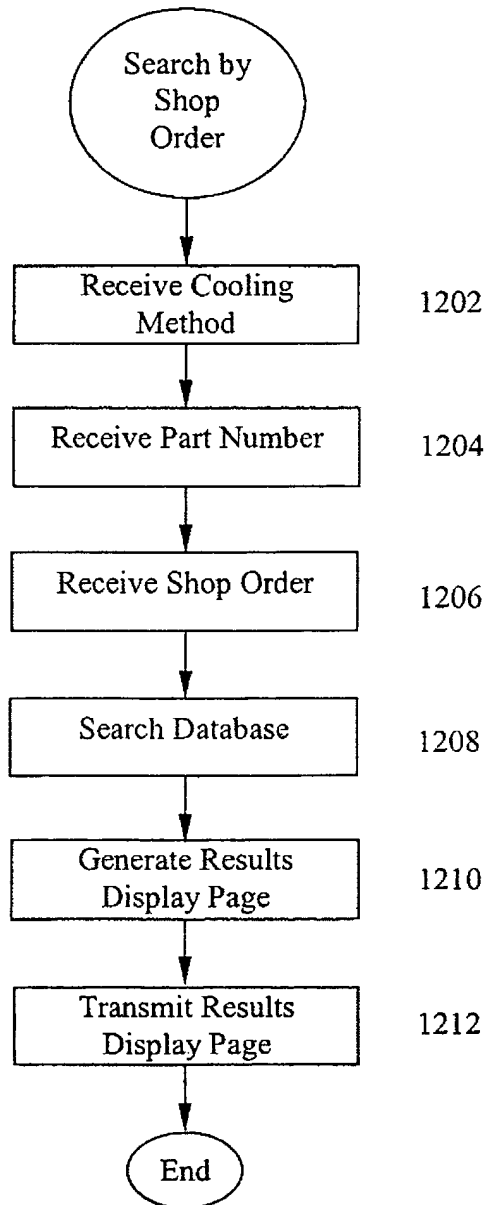 Search by
Shop
Order
Receive Cooling
Method
1202
Receive Part Number
1204
Receive Shop Order
1206
Search Database
1208
Generate Results
Display Page
1210
Transmit Results
Display Page
1212
End